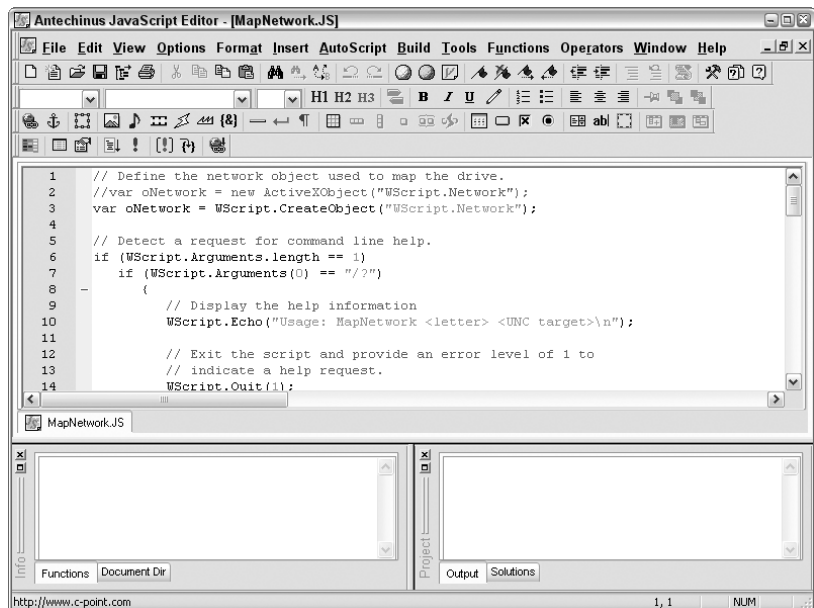 Antechinus JavaScript Editor - [MapNetwork.JS]
File Edit View Options Format Insert AutoScript Build Tools Functions Operators Window Help
H1 H2 H3 B I U
{&} ¶ ab|
1 // Define the network object used to map the drive.
2 //var oNetwork = new ActiveXObject("WScript.Network");
3 var oNetwork = WScript.CreateObject("WScript.Network");
4
5 // Detect a request for command line help.
6 if (WScript.Arguments.length == 1)
7 if (WScript.Arguments(0) == "/?")
8 {
9 // Display the help information
10 WScript.Echo("Usage: MapNetwork <letter> <UNC target>\n");
11
12 // Exit the script and provide an error level of 1 to
13 // indicate a help request.
14 WScript.Quit(1);
MapNetwork.JS
Info
Functions Document Dir
Project
Output Solutions
http://www.c-point.com 1, 1 NUM